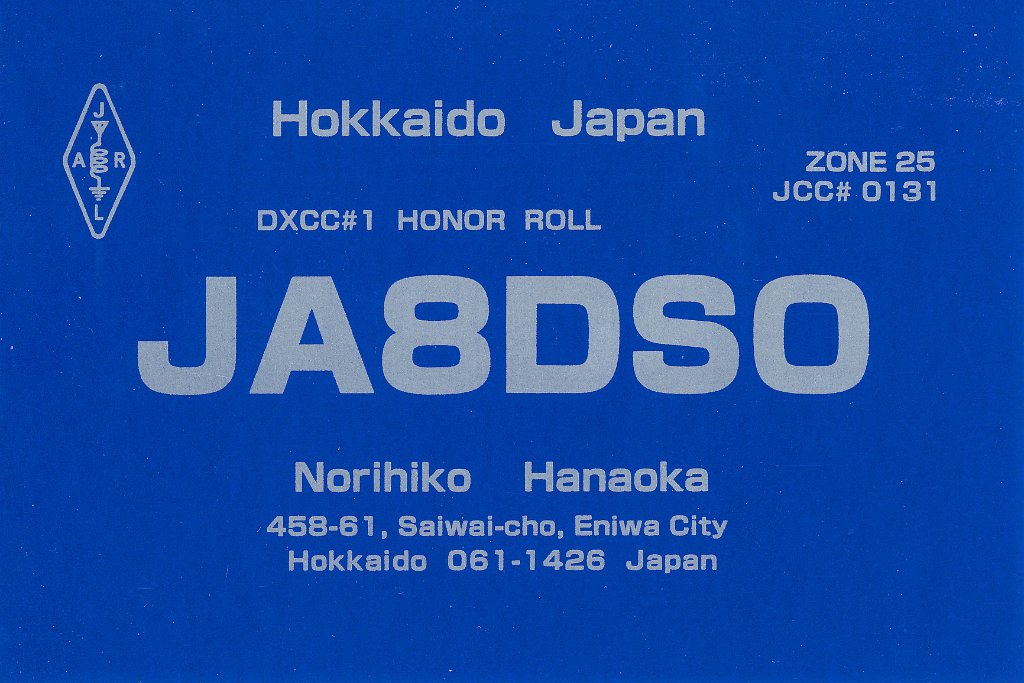 Hokkaido Japan
J
A R
L
ZONE 25
JCC# 0131
DXCC#1 HONOR ROLL
JA8DSO
Norihiko Hanaoka
458-61, Saiwai-cho, Eniwa City
Hokkaido 061-1426 Japan